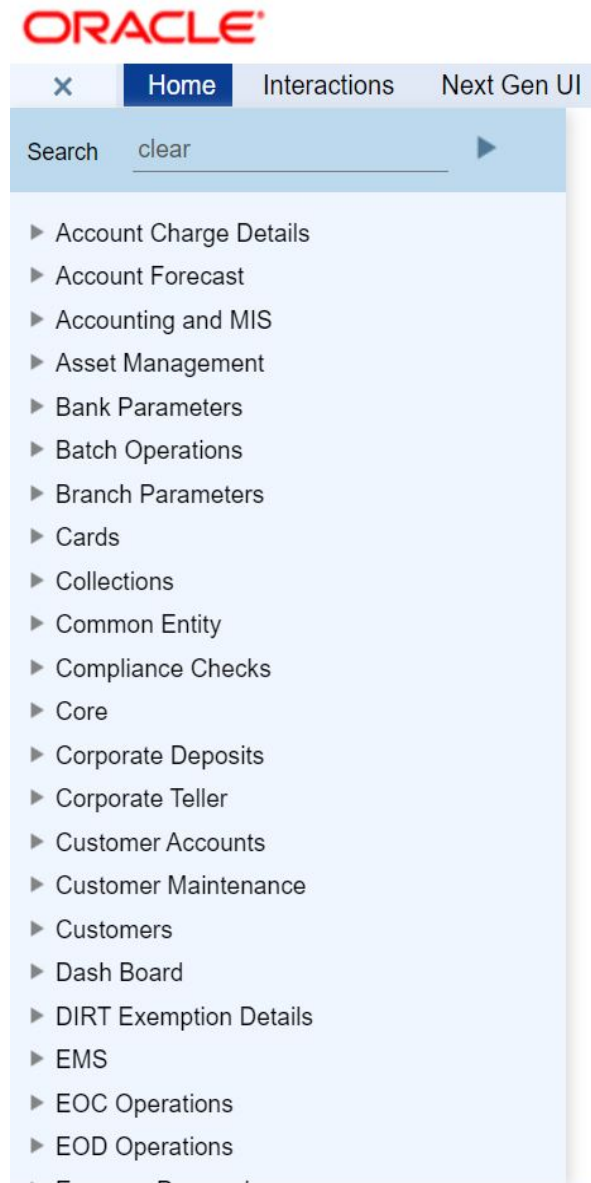 ORACLE
× Home Interactions Next Gen UI
Search clear
Account Charge Details
Account Forecast
Accounting and MIS
Asset Management
Bank Parameters
Batch Operations
Branch Parameters
Cards
Collections
Common Entity
Compliance Checks
Core
Corporate Deposits
Corporate Teller
Customer Accounts
Customer Maintenance
Customers
Dash Board
DIRT Exemption Details
EMS
EOC Operations
EOD Operations